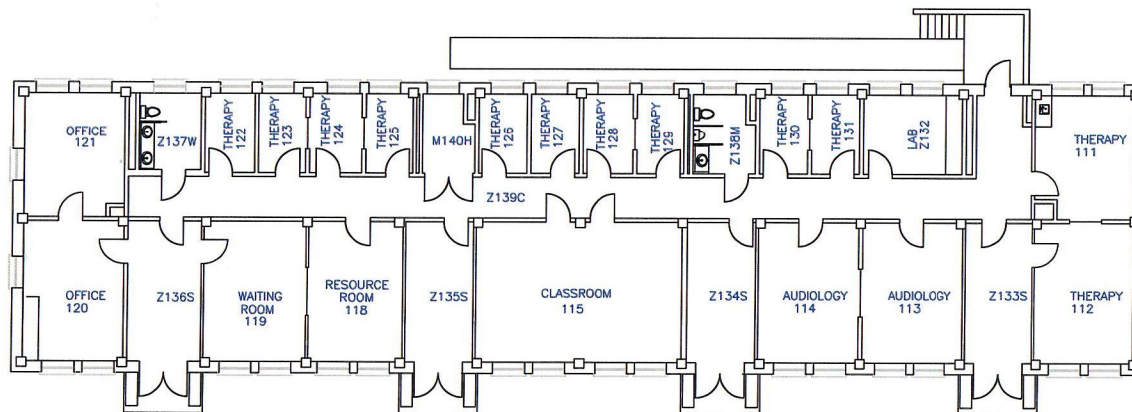 OFFICE
121
Z137W
THERAPY
122
THERAPY
123
THERAPY
124
THERAPY
125
M140H
THERAPY
126
THERAPY
127
THERAPY
128
THERAPY
129
Z138M
THERAPY
130
THERAPY
131
LAB
Z132
THERAPY
111
Z139C
OFFICE
120
Z136S
WAITING
ROOM
119
RESOURCE
ROOM
118
Z135S
CLASSROOM
115
Z134S
AUDIOLOGY
114
AUDIOLOGY
113
Z133S
THERAPY
112